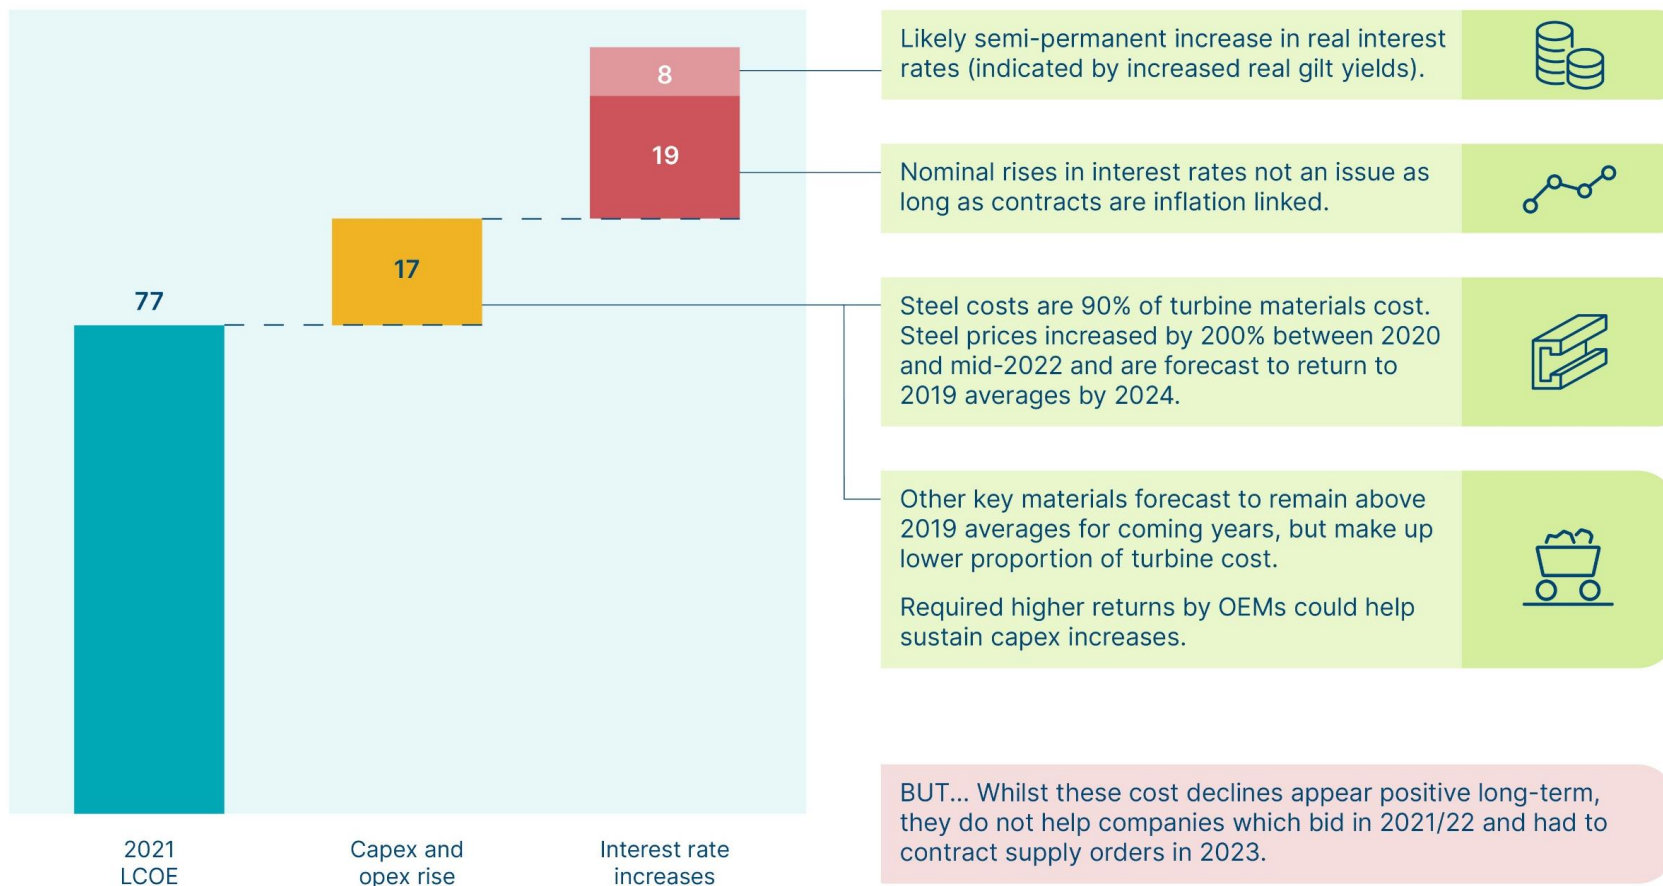 8
19
17
77
2021
LCOE
Capex and
opex rise
Interest rate
increases
Likely semi-permanent increase in real interest
rates (indicated by increased real gilt yields).
Nominal rises in interest rates not an issue as
long as contracts are inflation linked.
Steel costs are 90% of turbine materials cost.
Steel prices increased by 200% between 2020
and mid-2022 and are forecast to return to
2019 averages by 2024.
Other key materials forecast to remain above
2019 averages for coming years, but make up
lower proportion of turbine cost.
Required higher returns by OEMs could help
sustain capex increases.
BUT... Whilst these cost declines appear positive long-term,
they do not help companies which bid in 2021/22 and had to
contract supply orders in 2023.